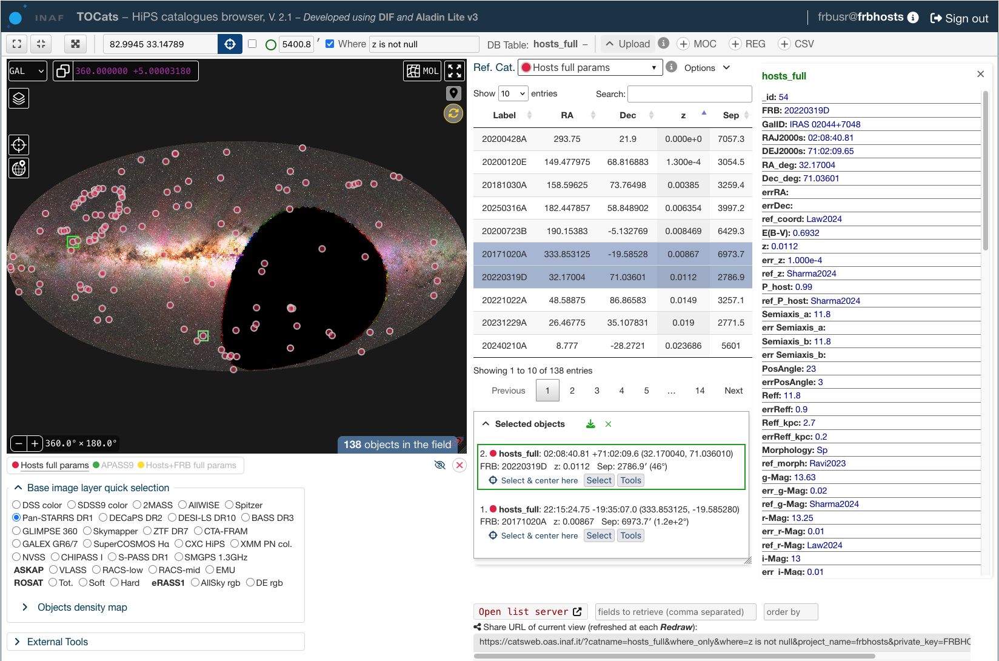 INAF TOCats – HiPS catalogues browser, V. 2.1 – Developed using DIF and Aladin Lite v3 frbusr@frbhosts Sign out
82.9945 33.14789 5400.8 ′ Where z is not null DB Table: hosts_full – Upload MOC REG CSV
GAL 360.000000 +5.00003180 MOL
360.0° × 180.0°
138 objects in the field
Hosts full params APASS9 Hosts+FRB full params
Base image layer quick selection
DSS color SDSS9 color 2MASS AllWISE Spitzer
Pan-STARRS DR1 DECaPS DR2 DESI-LS DR10 BASS DR3
GLIMPSE 360 Skymapper ZTF DR7 CTA-FRAM
GALEX GR6/7 SuperCOSMOS Hα CXC HiPS XMM PN col.
NVSS CHIPASS I S-PASS DR1 SMGPS 1.3GHz
ASKAP VLASS RACS-low RACS-mid EMU
ROSAT Tot. Soft Hard eRASS1 AllSky rgb DE rgb
Objects density map
External Tools
Ref. Cat. Hosts full params Options
Show 10 entries Search:
Label RA Dec z Sep
20200428A 293.75 21.9 0.000e+0 7057.3
20200120E 149.477975 68.816883 1.300e-4 3054.5
20181030A 158.59625 73.76498 0.00385 3259.4
20250316A 182.447857 58.848902 0.006354 3997.2
20200723B 190.15383 -5.132769 0.008469 6429.3
20171020A 333.853125 -19.58528 0.00867 6973.7
20220319D 32.17004 71.03601 0.0112 2786.9
20221022A 48.58875 86.86583 0.0149 3257.1
20231229A 26.46775 35.107831 0.019 2771.5
20240210A 8.777 -28.2721 0.023686 5601
Showing 1 to 10 of 138 entries
Previous 1 2 3 4 5 … 14 Next
Selected objects
2. hosts_full: 02:08:40.81 +71:02:09.6 (32.170040, 71.036010)
FRB: 20220319D z: 0.0112 Sep: 2786.9′ (46°)
Select & center here Select Tools
1. hosts_full: 22:15:24.75 -19:35:07.0 (333.853125, -19.585280)
FRB: 20171020A z: 0.00867 Sep: 6973.7′ (1.2e+2°)
Select & center here Select Tools
Open list server fields to retrieve (comma separated) order by
Share URL of current view (refreshed at each Redraw):
https://catsweb.oas.inaf.it/?catname=hosts_full&where_only&where=z is not null&project_name=frbhosts&private_key=FRBHC
hosts_full
_id: 54
FRB: 20220319D
GalID: IRAS 02044+7048
RAJ2000s: 02:08:40.81
DEJ2000s: 71:02:09.65
RA_deg: 32.17004
Dec_deg: 71.03601
errRA:
errDec:
ref_coord: Law2024
E(B-V): 0.6932
z: 0.0112
err_z: 1.000e-4
ref_z: Sharma2024
P_host: 0.99
ref_P_host: Sharma2024
Semiaxis_a: 11.8
err Semiaxis_a:
Semiaxis_b: 11.8
err Semiaxis_b:
PosAngle: 23
errPosAngle: 3
Reff: 11.8
errReff: 0.9
Reff_kpc: 2.7
errReff_kpc: 0.2
Morphology: Sp
ref_morph: Ravi2023
g-Mag: 13.63
err_g-Mag: 0.02
ref_g-Mag: Sharma2024
r-Mag: 13.25
err_r-Mag: 0.01
ref_r-Mag: Law2024
i-Mag: 13
err_i-Mag: 0.01